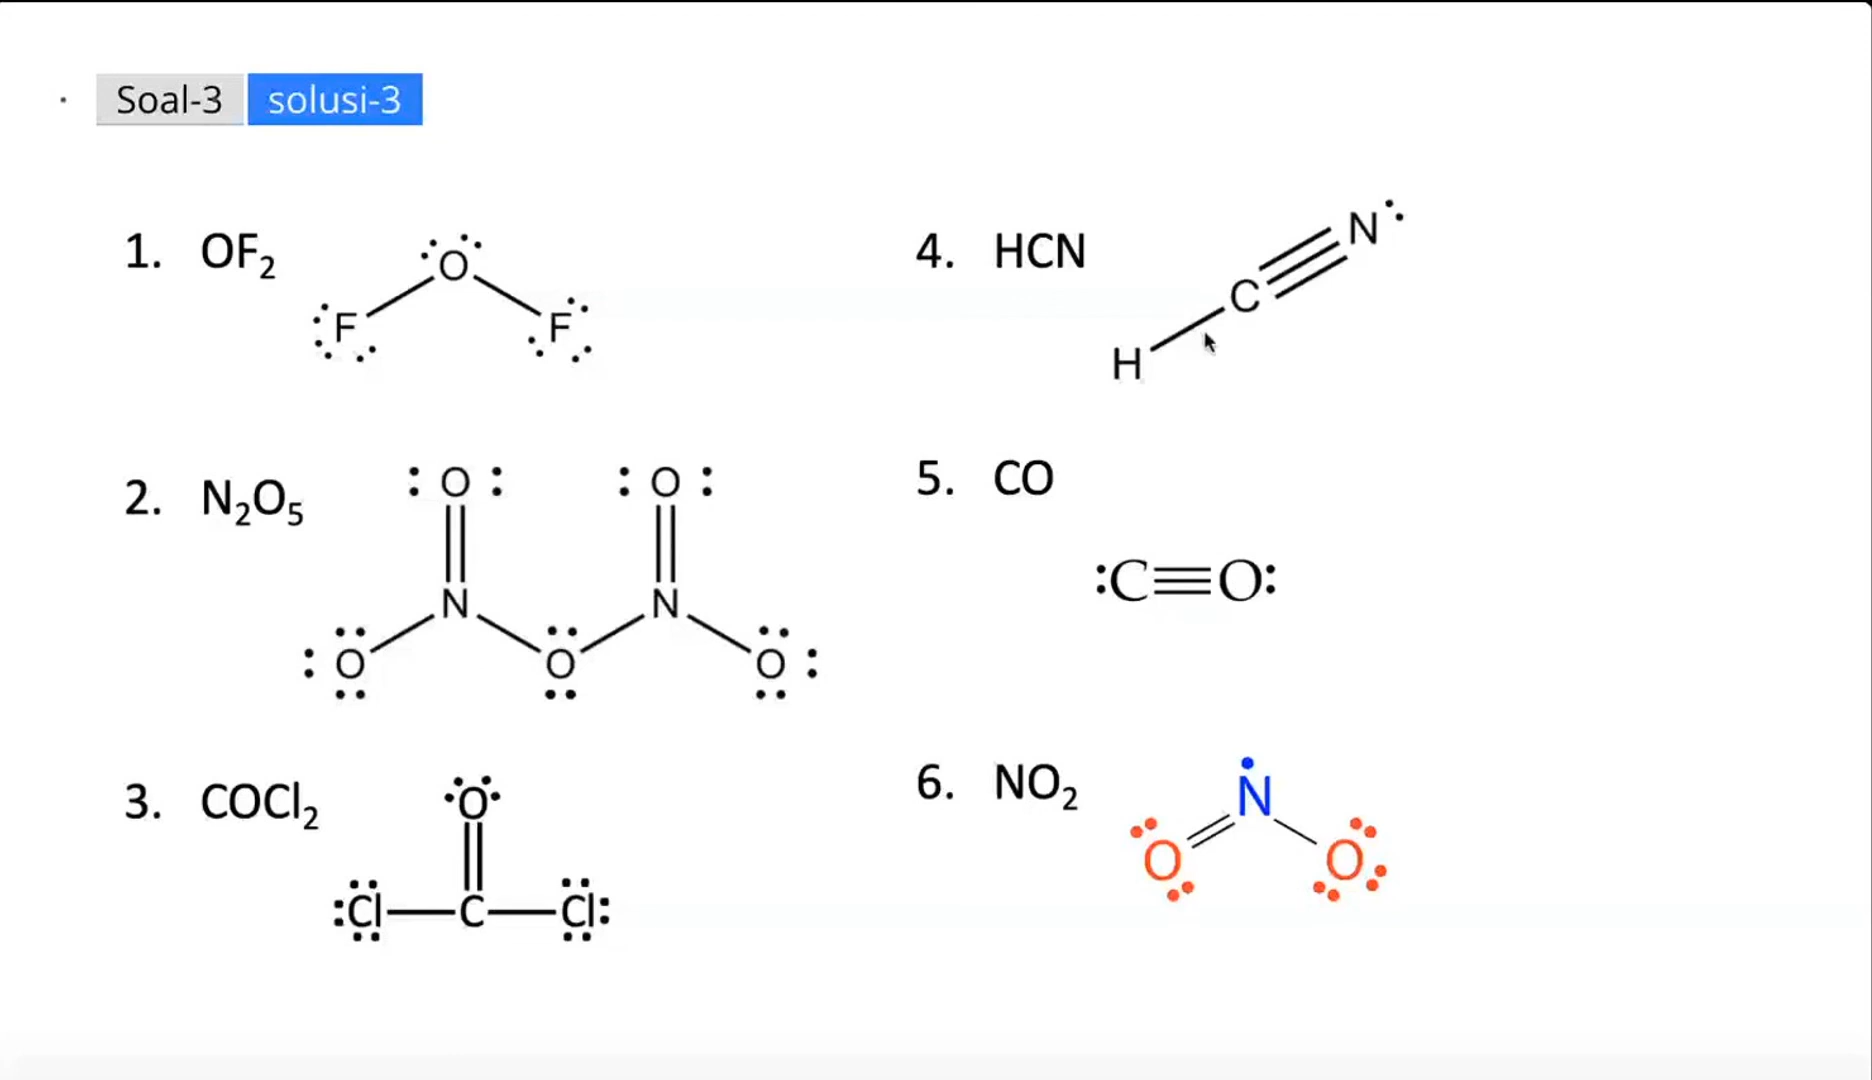 Soal-3 solusi-3
1. OF₂
O
F F
2. N₂O₅
O O
N N
O O O
3. COCl₂
O
Cl C Cl
4. HCN
N
C
H
5. CO
:C≡O:
6. NO₂
N
O O